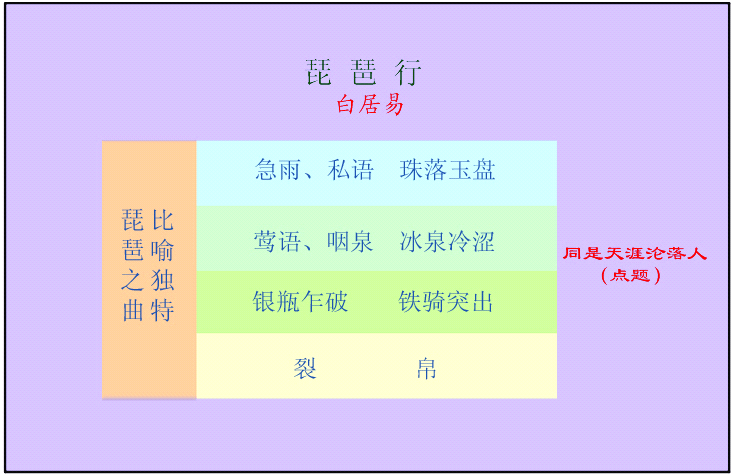 琵琶行
白居易
琵琶之曲
比喻独特
急雨、私语 珠落玉盘
莺语、咽泉 冰泉冷涩
银瓶乍破 铁骑突出
裂 帛
同是天涯沦落人
(点题)